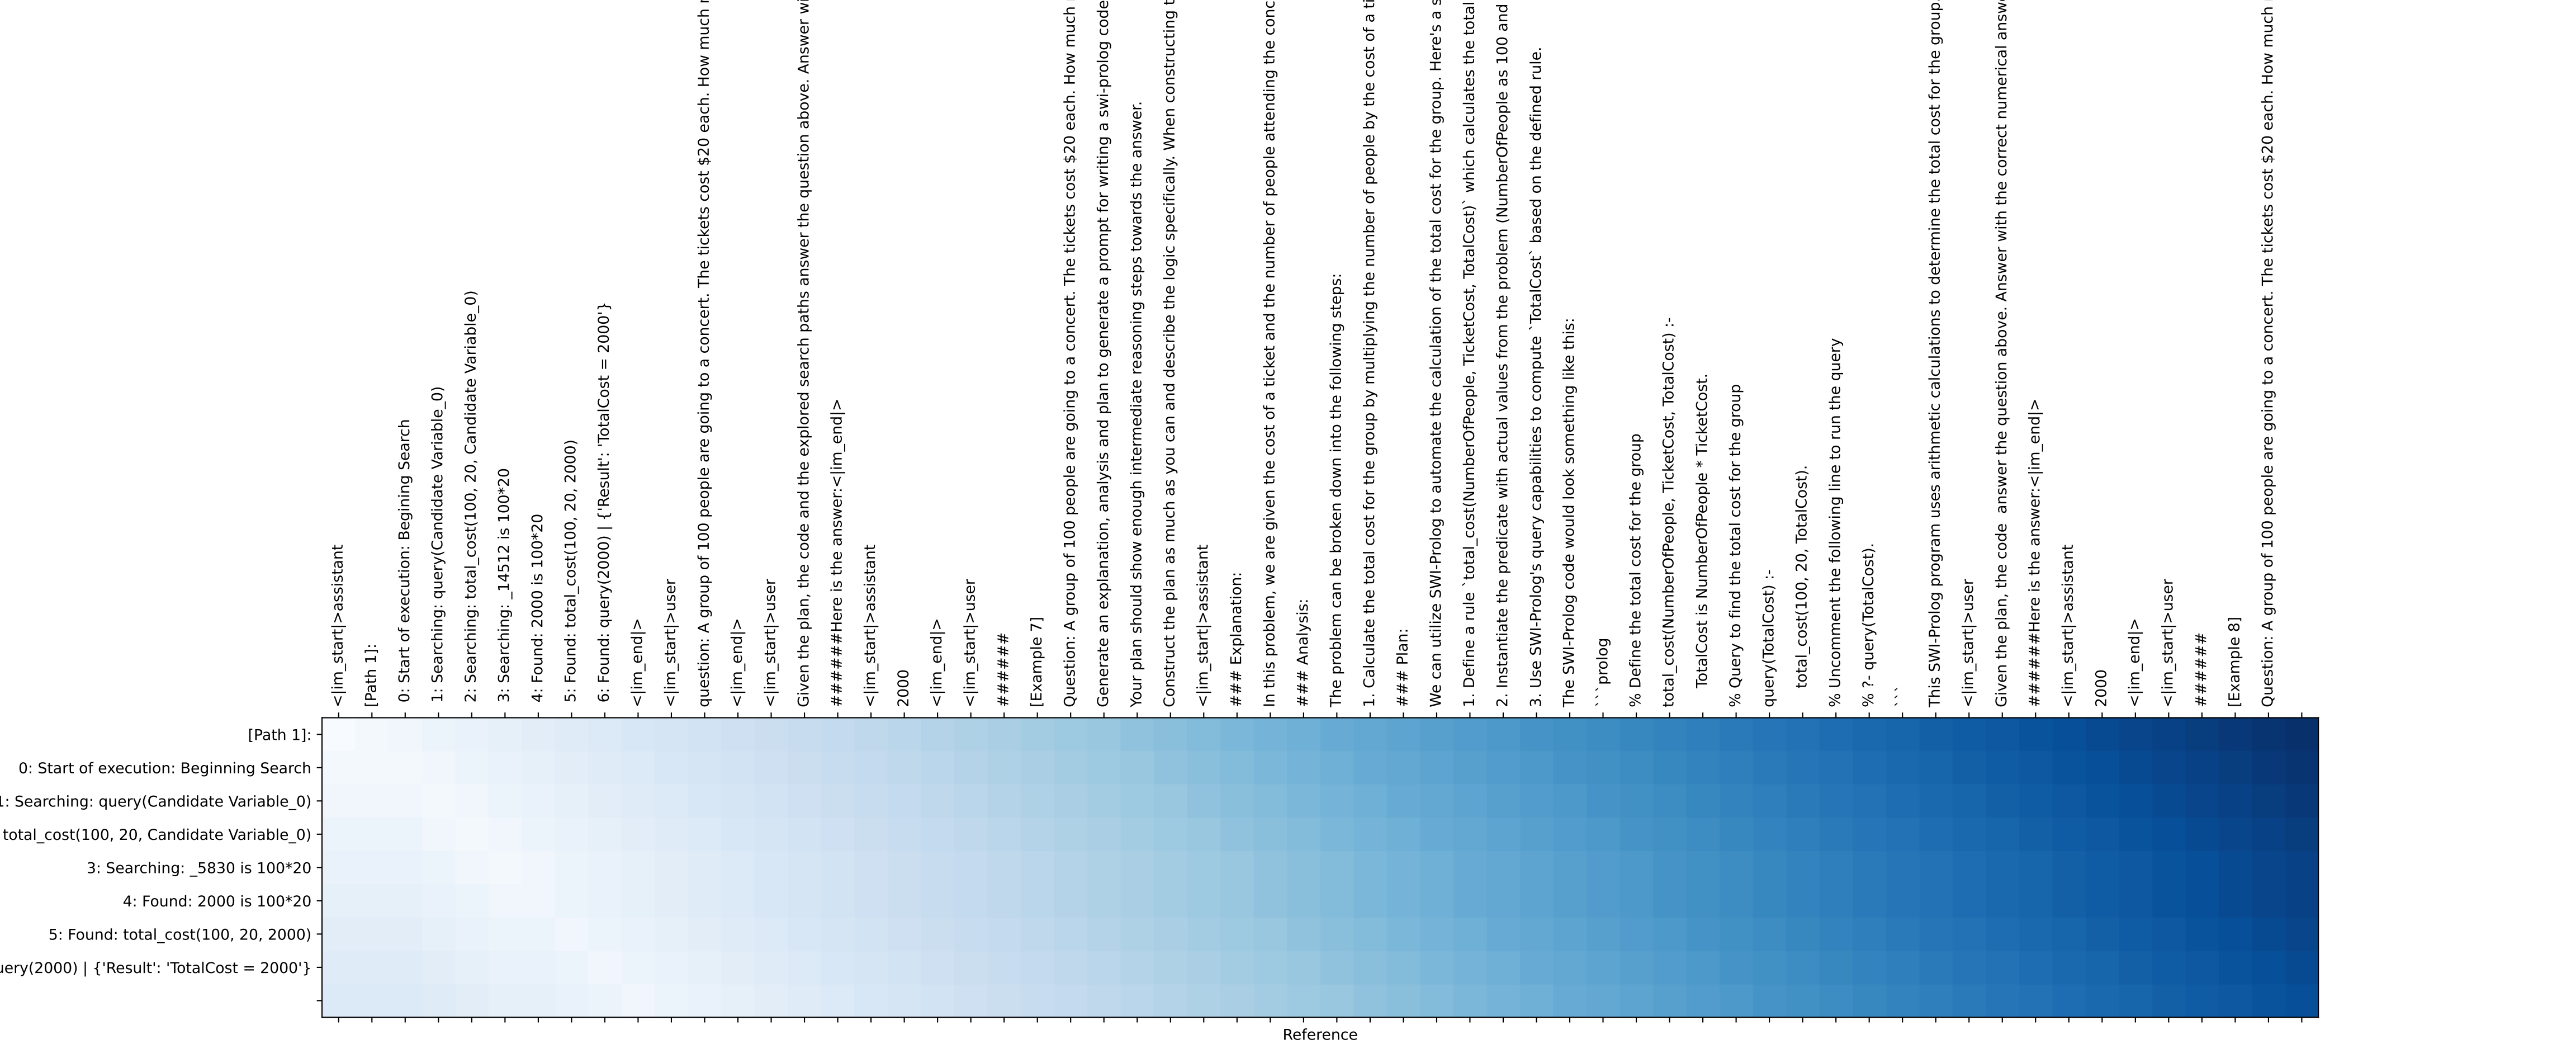 <|im_start|>assistant
[Path 1]:
0: Start of execution: Begining Search
1: Searching: query(Candidate Variable_0)
2: Searching: total_cost(100, 20, Candidate Variable_0)
3: Searching: _14512 is 100*20
4: Found: 2000 is 100*20
5: Found: total_cost(100, 20, 2000)
6: Found: query(2000) | {'Result': 'TotalCost = 2000'}
<|im_end|>
<|im_start|>user
question: A group of 100 people are going to a concert. The tickets cost $20 each. How much
<|im_end|>
<|im_start|>user
Given the plan, the code and the explored search paths answer the question above. Answer
######Here is the answer:<|im_end|>
<|im_start|>assistant
2000
<|im_end|>
<|im_start|>user
######
[Example 7]
Question: A group of 100 people are going to a concert. The tickets cost $20 each. How much
Generate an explanation, analysis and plan to generate a prompt for writing a swi-prolog code
Your plan should show enough intermediate reasoning steps towards the answer.
Construct the plan as much as you can and describe the logic specifically. When constructing
<|im_start|>assistant
### Explanation:
In this problem, we are given the cost of a ticket and the number of people attending the
### Analysis:
The problem can be broken down into the following steps:
1. Calculate the total cost for the group by multiplying the number of people by the cost of a
### Plan:
We can utilize SWI-Prolog to automate the calculation of the total cost for the group. Here's a
1. Define a rule `total_cost(NumberOfPeople, TicketCost, TotalCost)` which calculates the total
2. Instantiate the predicate with actual values from the problem (NumberOfPeople as 100 and
3. Use SWI-Prolog's query capabilities to compute `TotalCost` based on the defined rule.
The SWI-Prolog code would look something like this:
```prolog
% Define the total cost for the group
total_cost(NumberOfPeople, TicketCost, TotalCost) :-
TotalCost is NumberOfPeople * TicketCost.
% Query to find the total cost for the group
query(TotalCost) :-
total_cost(100, 20, TotalCost).
% Uncomment the following line to run the query
% ?- query(TotalCost).
```
This SWI-Prolog program uses arithmetic calculations to determine the total cost for the group.
<|im_start|>user
Given the plan, the code  answer the question above. Answer with the correct numerical
######Here is the answer:<|im_end|>
<|im_start|>assistant
2000
<|im_end|>
<|im_start|>user
######
[Example 8]
Question: A group of 100 people are going to a concert. The tickets cost $20 each. How much
[Path 1]:
0: Start of execution: Beginning Search
1: Searching: query(Candidate Variable_0)
total_cost(100, 20, Candidate Variable_0)
3: Searching: _5830 is 100*20
4: Found: 2000 is 100*20
5: Found: total_cost(100, 20, 2000)
uery(2000) | {'Result': 'TotalCost = 2000'}
Reference